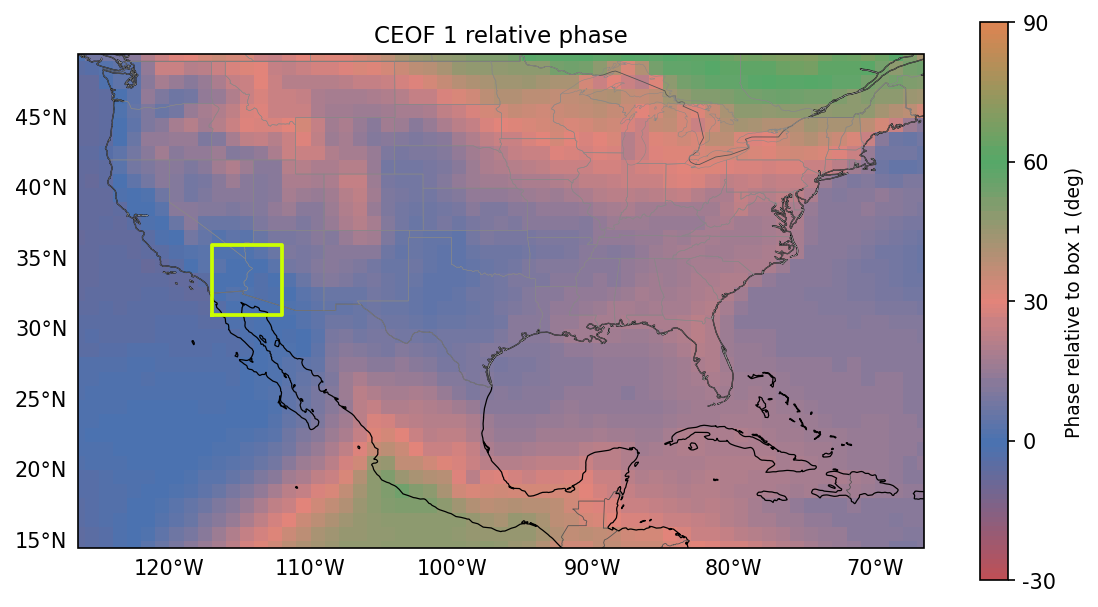 CEOF 1 relative phase
45°N
40°N
35°N
30°N
25°N
20°N
15°N
120°W
110°W
100°W
90°W
80°W
70°W
90
60
30
0
-30
Phase relative to box 1 (deg)